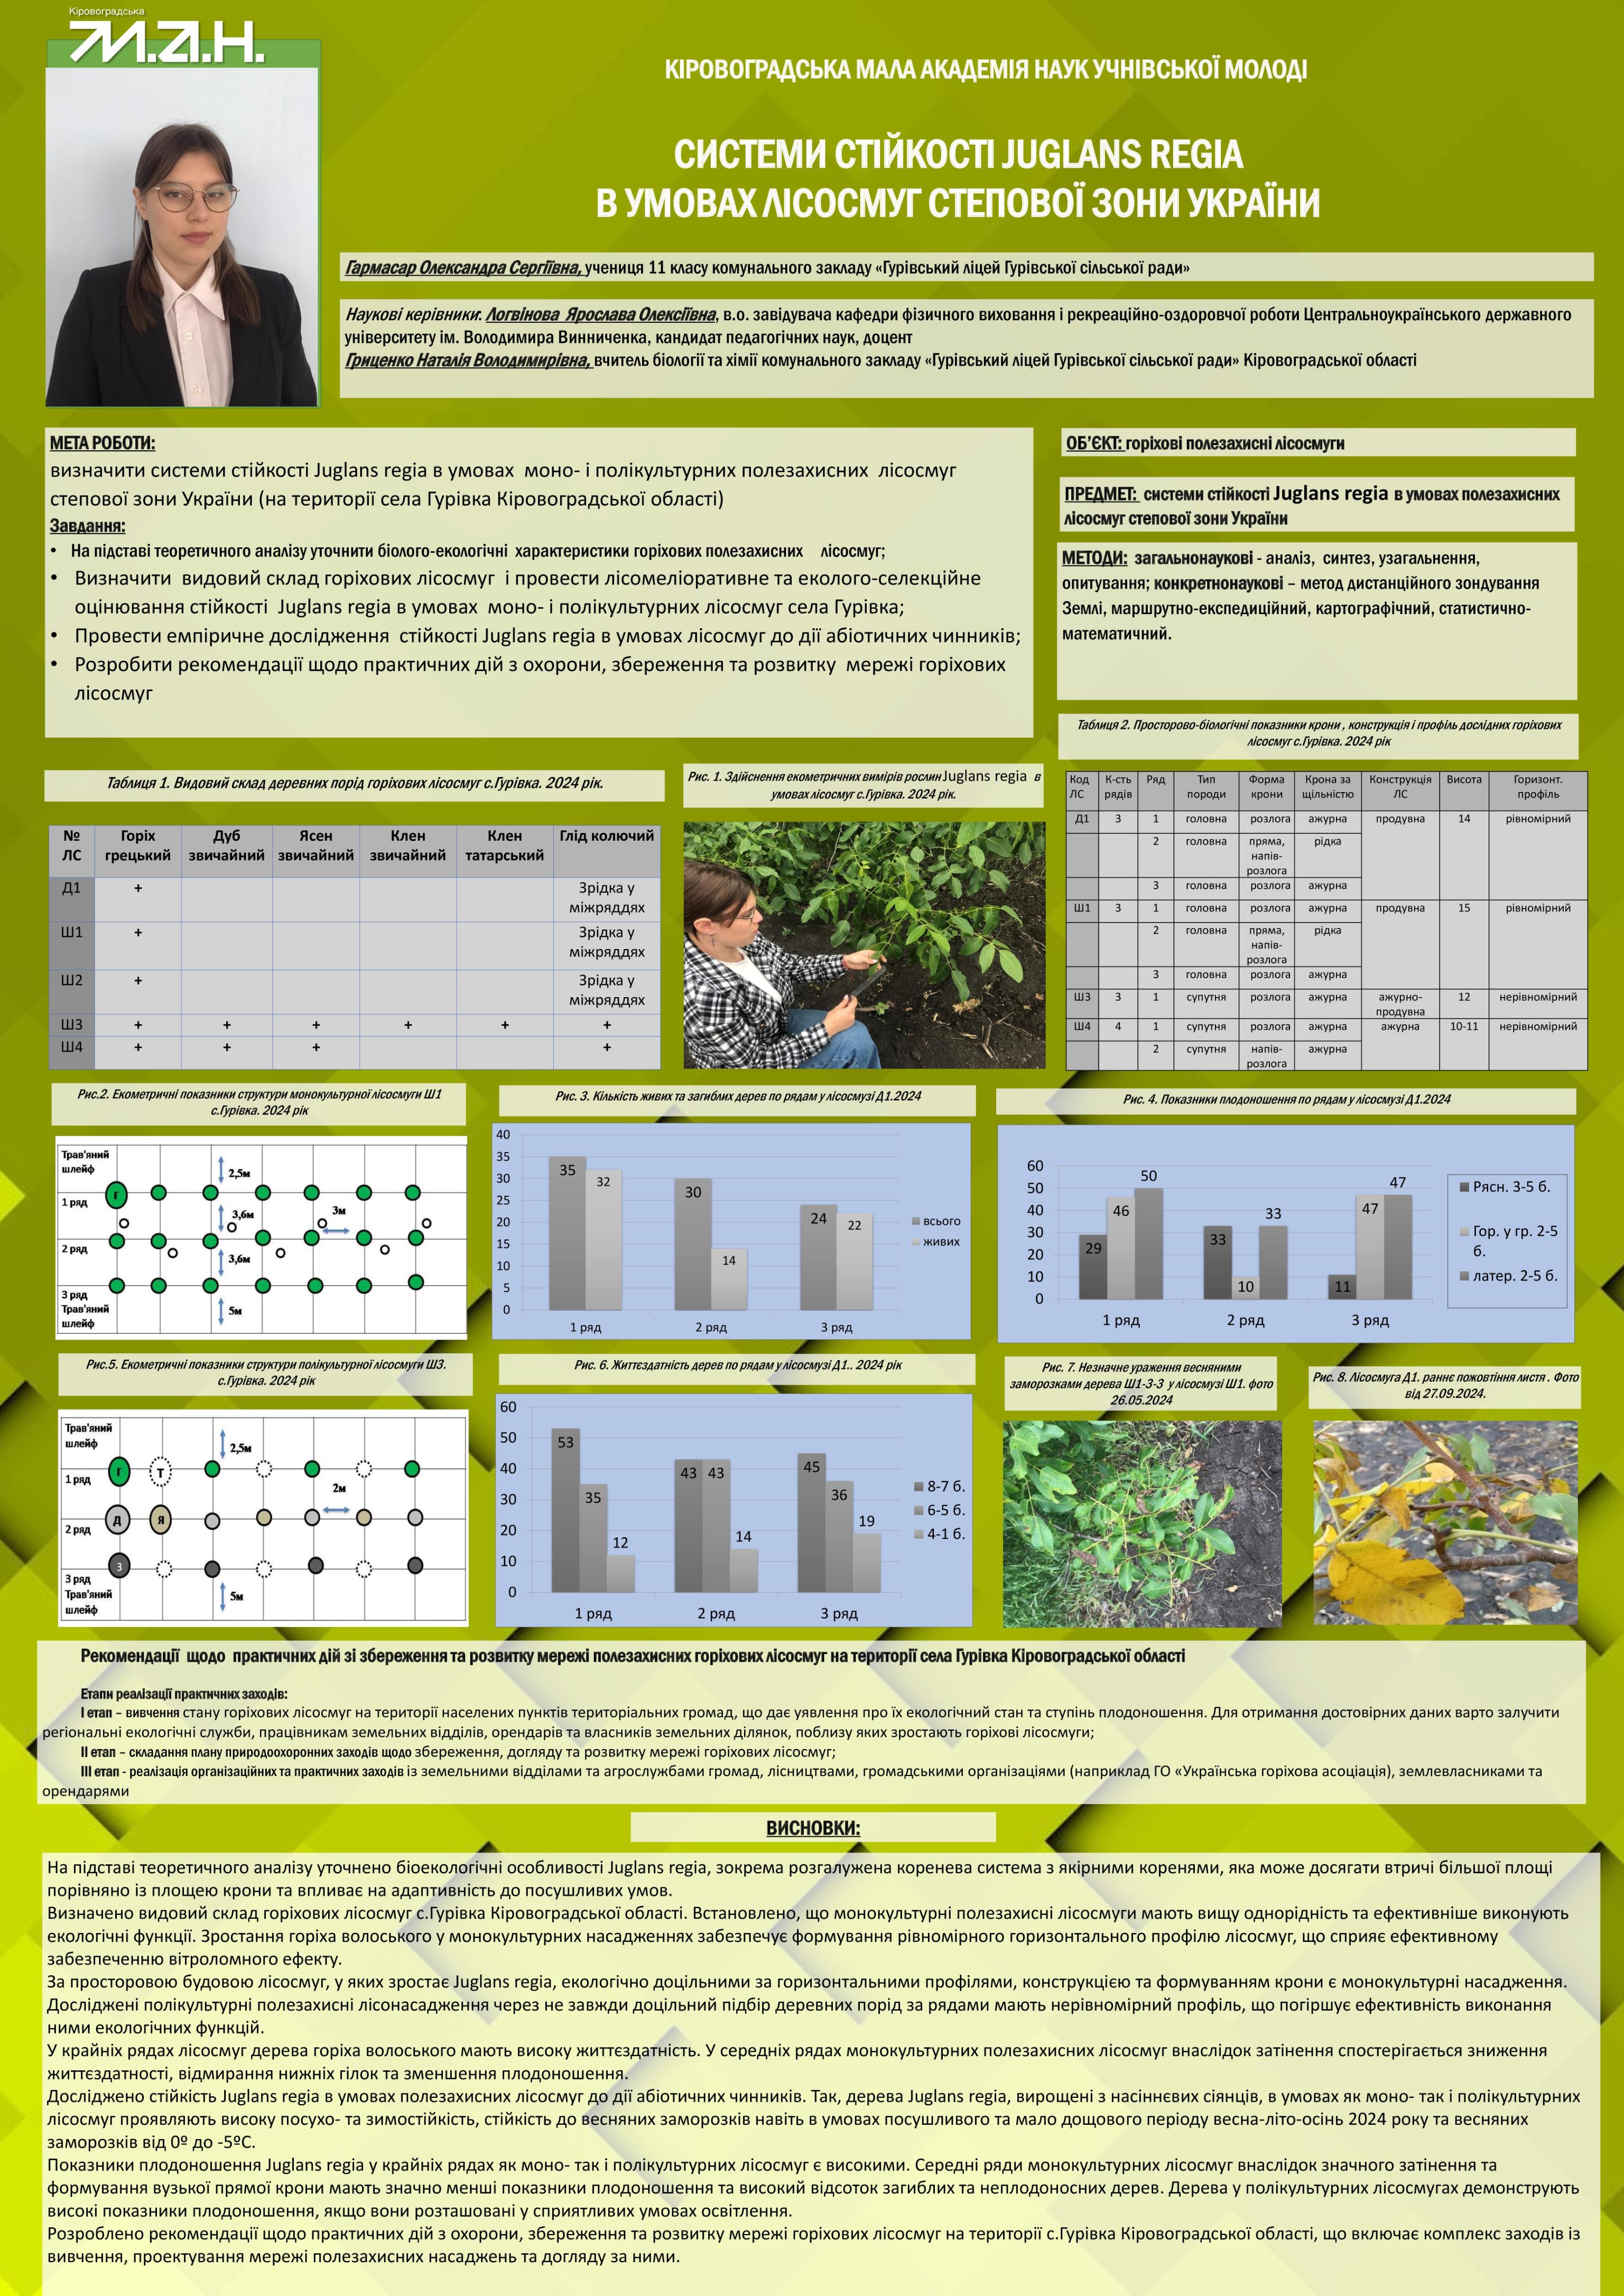 Кіровоградська
М.А.Н.
КІРОВОГРАДСЬКА МАЛА АКАДЕМІЯ НАУК УЧНІВСЬКОЇ МОЛОДІ
СИСТЕМИ СТІЙКОСТІ JUGLANS REGIA
В УМОВАХ ЛІСОСМУГ СТЕПОВОЇ ЗОНИ УКРАЇНИ
Гармасар Олександра Сергіївна, учениця 11 класу комунального закладу «Гурівський ліцей Гурівської сільської ради»
Наукові керівники: Логвінова Ярослава Олексіївна, в.о. завідувача кафедри фізичного виховання і рекреаційно-оздоровчої роботи Центральноукраїнського державного
університету ім. Володимира Винниченка, кандидат педагогічних наук, доцент
Гриценко Наталія Володимирівна, вчитель біології та хімії комунального закладу «Гурівський ліцей Гурівської сільської ради» Кіровоградської області
МЕТА РОБОТИ:
визначити системи стійкості Juglans regia в умовах моно- і полікультурних полезахисних лісосмуг
степової зони України (на території села Гурівка Кіровоградської області)
Завдання:
• На підставі теоретичного аналізу уточнити біолого-екологічні характеристики горіхових полезахисних лісосмуг;
• Визначити видовий склад горіхових лісосмуг і провести лісомеліоративне та еколого-селекційне
оцінювання стійкості Juglans regia в умовах моно- і полікультурних лісосмуг села Гурівка;
• Провести емпіричне дослідження стійкості Juglans regia в умовах лісосмуг до дії абіотичних чинників;
• Розробити рекомендації щодо практичних дій з охорони, збереження та розвитку мережі горіхових
лісосмуг
ОБ’ЄКТ: горіхові полезахисні лісосмуги
ПРЕДМЕТ: системи стійкості Juglans regia в умовах полезахисних
лісосмуг степової зони України
МЕТОДИ: загальнонаукові - аналіз, синтез, узагальнення,
опитування; конкретнонаукові – метод дистанційного зондування
Землі, маршрутно-експедиційний, картографічний, статистично-
математичний.
Таблиця 1. Видовий склад деревних порід горіхових лісосмуг с.Гурівка. 2024 рік.
№ ЛС Горіх грецький Дуб звичайний Ясен звичайний Клен звичайний Клен татарський Глід колючий
Д1 + Зрідка у міжряддях
Ш1 + Зрідка у міжряддях
Ш2 + Зрідка у міжряддях
Ш3 + + + + + +
Ш4 + + + +
Рис. 1. Здійснення екометричних вимірів рослин Juglans regia в
умовах лісосмуг с.Гурівка. 2024 рік.
Таблиця 2. Просторово-біологічні показники крони , конструкція і профіль дослідних горіхових
лісосмуг с.Гурівка. 2024 рік
Код ЛС К-сть рядів Ряд Тип породи Форма крони Крона за щільністю Конструкція ЛС Висота Горизонт. профіль
Д1 3 1 головна розлога ажурна продувна 14 рівномірний
2 головна пряма, напів-розлога рідка
3 головна розлога ажурна
Ш1 3 1 головна розлога ажурна продувна 15 рівномірний
2 головна пряма, напів-розлога рідка
3 головна розлога ажурна
Ш3 3 1 супутня розлога ажурна ажурно-продувна 12 нерівномірний
Ш4 4 1 супутня розлога ажурна ажурна 10-11 нерівномірний
2 супутня напів-розлога ажурна
Рис.2. Екометричні показники структури монокультурної лісосмуги Ш1
с.Гурівка. 2024 рік
Трав'яний шлейф
2,5м
Г
1 ряд
3,6м
3м
2 ряд
3,6м
3 ряд
Трав'яний шлейф
5м
Рис. 3. Кількість живих та загиблих дерев по рядам у лісосмузі Д1.2024
40
35
30
25
20
15
10
5
0
35 32
30 14
24 22
1 ряд 2 ряд 3 ряд
всього
живих
Рис. 4. Показники плодоношення по рядам у лісосмузі Д1.2024
60
50
40
30
20
10
0
29 46 50
33 10 33
11 47 47
1 ряд 2 ряд 3 ряд
Рясн. 3-5 б.
Гор. у гр. 2-5
б.
латер. 2-5 б.
Рис.5. Екометричні показники структури полікультурної лісосмуги Ш3.
с.Гурівка. 2024 рік
Трав'яний шлейф
2,5м
1 ряд
Г Т
2м
2 ряд
Д Я
З
3 ряд
Трав'яний шлейф
5м
Рис. 6. Життєздатність дерев по рядам у лісосмузі Д1.. 2024 рік
60
50
40
30
20
10
0
53 35 12
43 43 14
45 36 19
1 ряд 2 ряд 3 ряд
8-7 б.
6-5 б.
4-1 б.
Рис. 7. Незначне ураження весняними
заморозками дерева Ш1-3-3 у лісосмузі Ш1. фото
26.05.2024
Рис. 8. Лісосмуга Д1. раннє пожовтіння листя . Фото
від 27.09.2024.
Рекомендації щодо практичних дій зі збереження та розвитку мережі полезахисних горіхових лісосмуг на території села Гурівка Кіровоградської області
Етапи реалізації практичних заходів:
І етап – вивчення стану горіхових лісосмуг на території населених пунктів територіальних громад, що дає уявлення про їх екологічний стан та ступінь плодоношення. Для отримання достовірних даних варто залучити
регіональні екологічні служби, працівникам земельних відділів, орендарів та власників земельних ділянок, поблизу яких зростають горіхові лісосмуги;
ІІ етап – складання плану природоохоронних заходів щодо збереження, догляду та розвитку мережі горіхових лісосмуг;
ІІІ етап - реалізація організаційних та практичних заходів із земельними відділами та агрослужбами громад, лісництвами, громадськими організаціями (наприклад ГО «Українська горіхова асоціація), землевласниками та
орендарями
ВИСНОВКИ:
На підставі теоретичного аналізу уточнено біоекологічні особливості Juglans regia, зокрема розгалужена коренева система з якірними коренями, яка може досягати втричі більшої площі
порівняно із площею крони та впливає на адаптивність до посушливих умов.
Визначено видовий склад горіхових лісосмуг с.Гурівка Кіровоградської області. Встановлено, що монокультурні полезахисні лісосмуги мають вищу однорідність та ефективніше виконують
екологічні функції. Зростання горіха волоського у монокультурних насадженнях забезпечує формування рівномірного горизонтального профілю лісосмуг, що сприяє ефективному
забезпеченню вітроломного ефекту.
За просторовою будовою лісосмуг, у яких зростає Juglans regia, екологічно доцільними за горизонтальними профілями, конструкцією та формуванням крони є монокультурні насадження.
Досліджені полікультурні полезахисні лісонасадження через не завжди доцільний підбір деревних порід за рядами мають нерівномірний профіль, що погіршує ефективність виконання
ними екологічних функцій.
У крайніх рядах лісосмуг дерева горіха волоського мають високу життєздатність. У середніх рядах монокультурних полезахисних лісосмуг внаслідок затінення спостерігається зниження
життєздатності, відмирання нижніх гілок та зменшення плодоношення.
Досліджено стійкість Juglans regia в умовах полезахисних лісосмуг до дії абіотичних чинників. Так, дерева Juglans regia, вирощені з насіннєвих сіянців, в умовах як моно- так і полікультурних
лісосмуг проявляють високу посухо- та зимостійкість, стійкість до весняних заморозків навіть в умовах посушливого та мало дощового періоду весна-літо-осінь 2024 року та весняних
заморозків від 0º до -5ºС.
Показники плодоношення Juglans regia у крайніх рядах як моно- так і полікультурних лісосмуг є високими. Середні ряди монокультурних лісосмуг внаслідок значного затінення та
формування вузької прямої крони мають значно менші показники плодоношення та високий відсоток загиблих та неплодоносних дерев. Дерева у полікультурних лісосмугах демонструють
високі показники плодоношення, якщо вони розташовані у сприятливих умовах освітлення.
Розроблено рекомендації щодо практичних дій з охорони, збереження та розвитку мережі горіхових лісосмуг на території с.Гурівка Кіровоградської області, що включає комплекс заходів із
вивчення, проектування мережі полезахисних насаджень та догляду за ними.